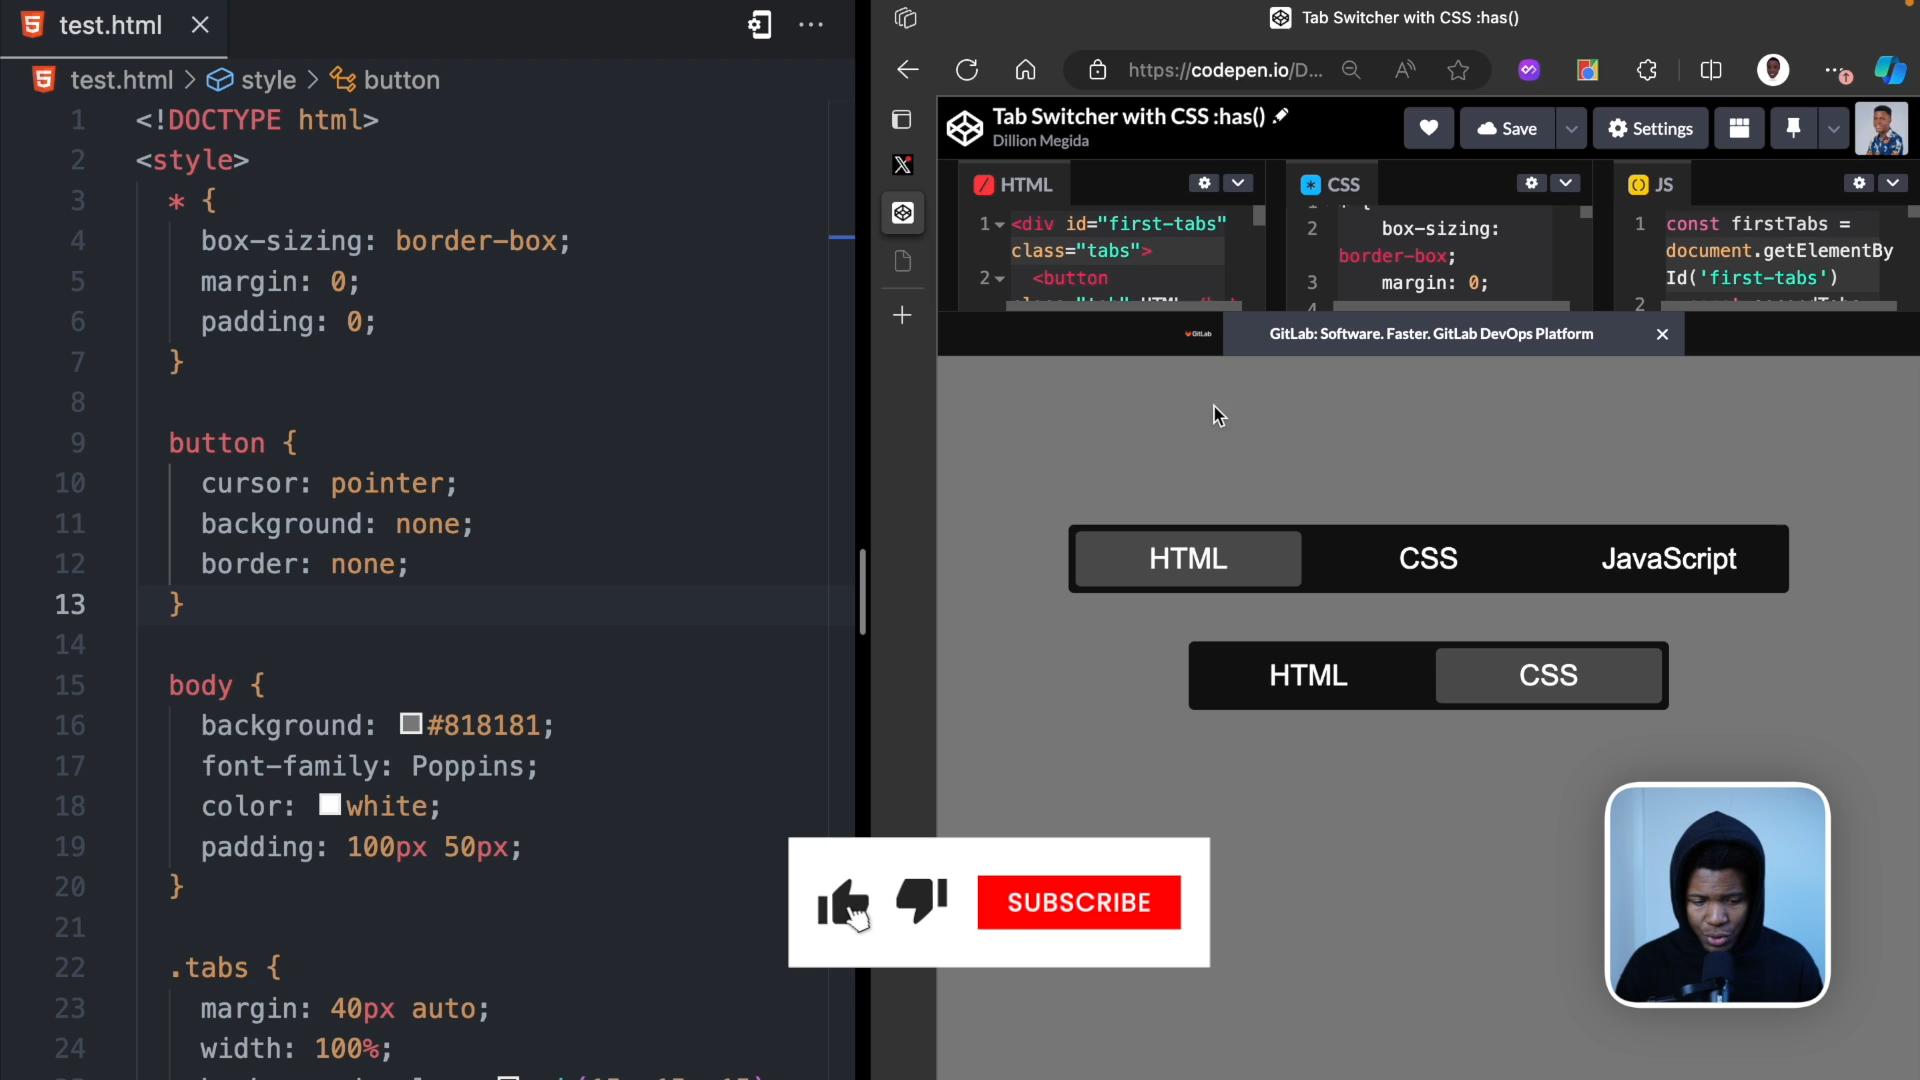 test.html
test.html > style > button
1 <!DOCTYPE html>
2 <style>
3 * {
4 box-sizing: border-box;
5 margin: 0;
6 padding: 0;
7 }
8
9 button {
10 cursor: pointer;
11 background: none;
12 border: none;
13 }
14
15 body {
16 background: #818181;
17 font-family: Poppins;
18 color: white;
19 padding: 100px 50px;
20 }
21
22 .tabs {
23 margin: 40px auto;
24 width: 100%;
Tab Switcher with CSS :has()
https://codepen.io/D...
Tab Switcher with CSS :has()
Dillion Megida
Save
Settings
HTML
1 <div id="first-tabs"
class="tabs">
2 <button
CSS
2 box-sizing:
border-box;
3 margin: 0;
4
JS
1 const firstTabs =
document.getElementBy
Id('first-tabs')
2
GitLab
GitLab: Software. Faster. GitLab DevOps Platform
HTML CSS JavaScript
HTML CSS
SUBSCRIBE